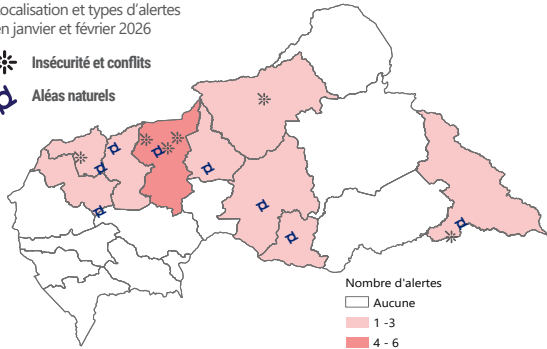 ocalisation et types d'alertes
en janvier et février 2026
Insécurité et conflits
Aléas naturels
Nombre d'alertes
Aucune
1 -3
4 - 6